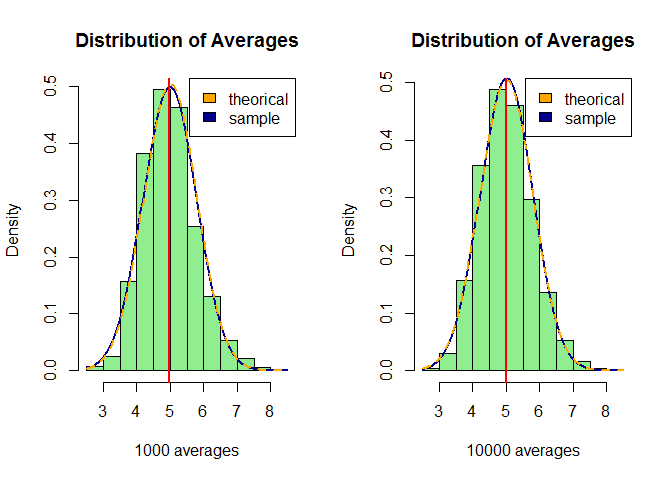 Distribution of Averages
Density
0.0 0.1 0.2 0.3 0.4 0.5
theorical
sample
3 4 5 6 7 8
1000 averages
Distribution of Averages
Density
0.0 0.1 0.2 0.3 0.4 0.5
theorical
sample
3 4 5 6 7 8
10000 averages